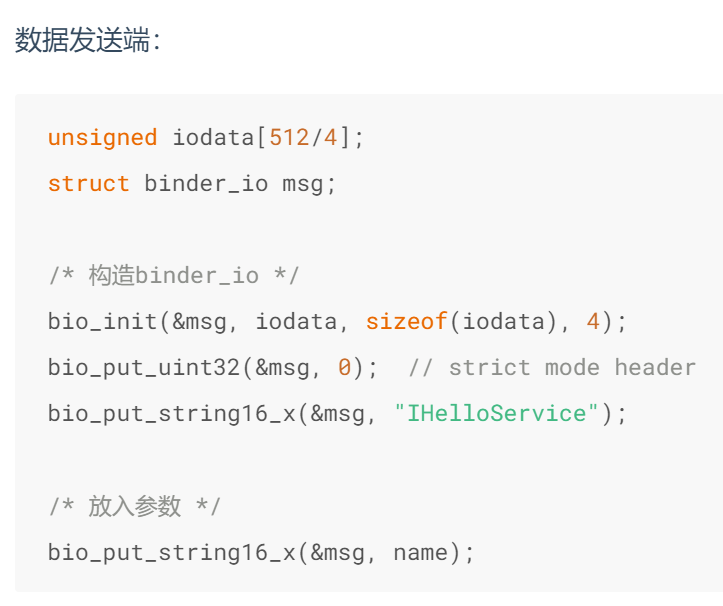 数据发送端：
unsigned iodata[512/4];
struct binder_io msg;
/* 构造binder_io */
bio_init(&msg, iodata, sizeof(iodata), 4);
bio_put_uint32(&msg, 0);  // strict mode header
bio_put_string16_x(&msg, "IHelloService");
/* 放入参数 */
bio_put_string16_x(&msg, name);